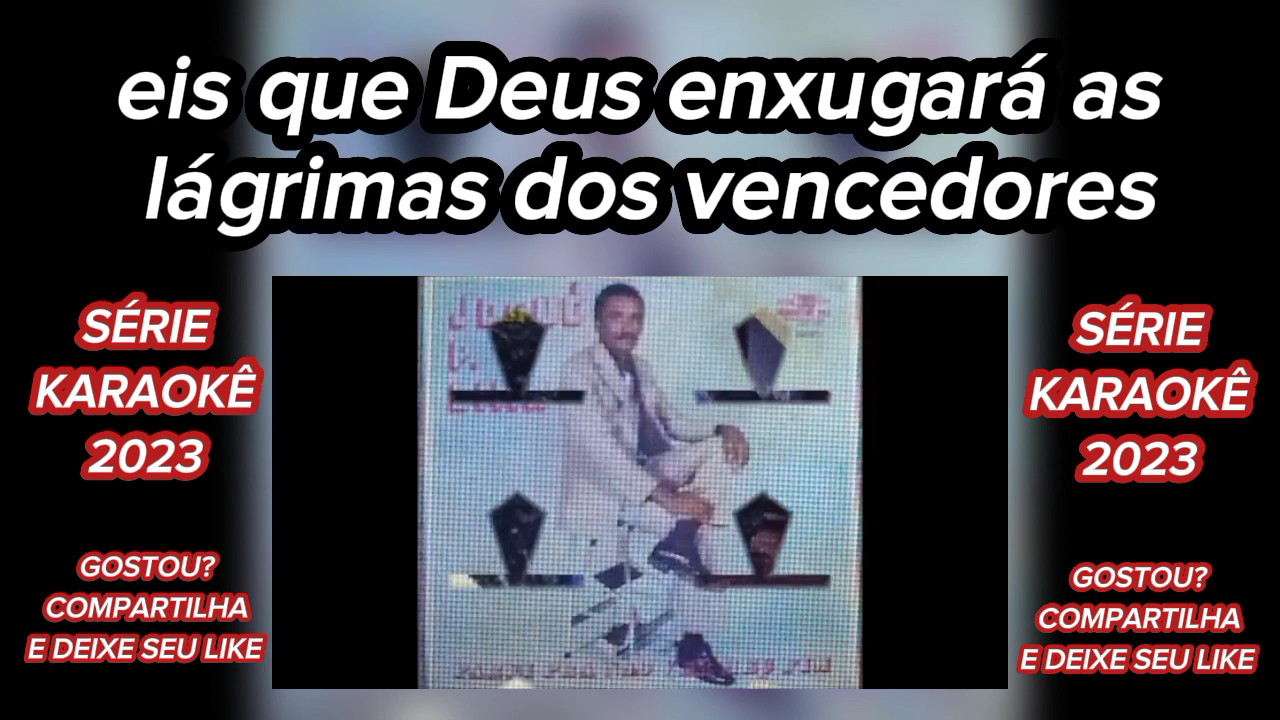 eis que Deus enxugará as
lágrimas dos vencedores
SÉRIE
KARAOKÊ
2023
GOSTOU?
COMPARTILHA
E DEIXE SEU LIKE
SÉRIE
KARAOKÊ
2023
GOSTOU?
COMPARTILHA
E DEIXE SEU LIKE